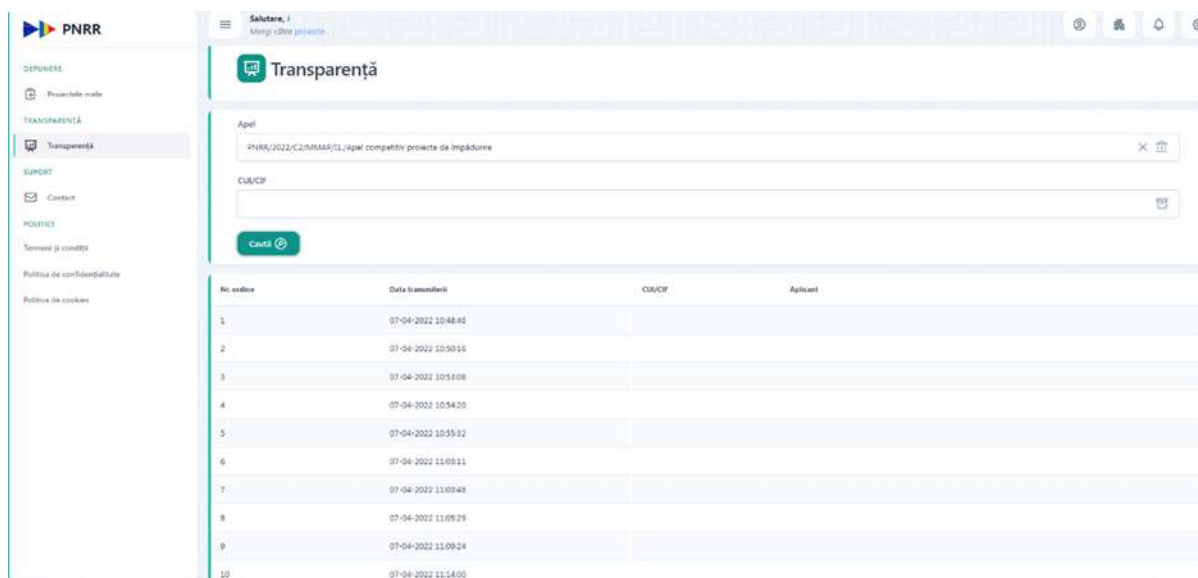 PNRR
Salutare, i
Mergi către proiecte...
DEPUNERE
Proiectele mele
TRANSPARENȚĂ
Transparență
SUPORT
Contact
POLITICI
Termeni și condiții
Politica de confidențialitate
Politica de cookies
Transparență
Apel
PNRR/2022/C2/MMAP/I1./Apel competitiv proiecte de împădurire
CUI/CIF
Caută
Nr. ordine Data transmiterii CUI/CIF Aplicant
1 07-04-2022 10:48:46
2 07-04-2022 10:50:16
3 07-04-2022 10:53:08
4 07-04-2022 10:54:20
5 07-04-2022 10:55:32
6 07-04-2022 11:03:11
7 07-04-2022 11:03:48
8 07-04-2022 11:05:29
9 07-04-2022 11:09:24
10 07-04-2022 11:14:00